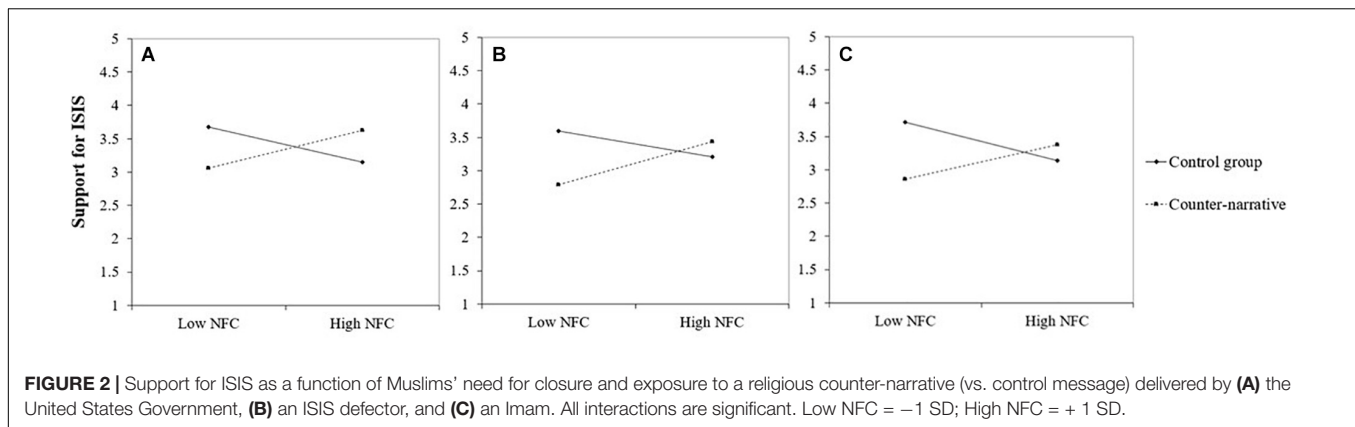 A
B
C
Support for ISIS
5
4.5
4
3.5
3
2.5
2
1.5
1
Low NFC
High NFC
5
4.5
4
3.5
3
2.5
2
1.5
1
Low NFC
High NFC
5
4.5
4
3.5
3
2.5
2
1.5
1
Low NFC
High NFC
Control group
Counter-narrative
FIGURE 2 | Support for ISIS as a function of Muslims' need for closure and exposure to a religious counter-narrative (vs. control message) delivered by (A) the
United States Government, (B) an ISIS defector, and (C) an Imam. All interactions are significant. Low NFC = −1 SD; High NFC = + 1 SD.